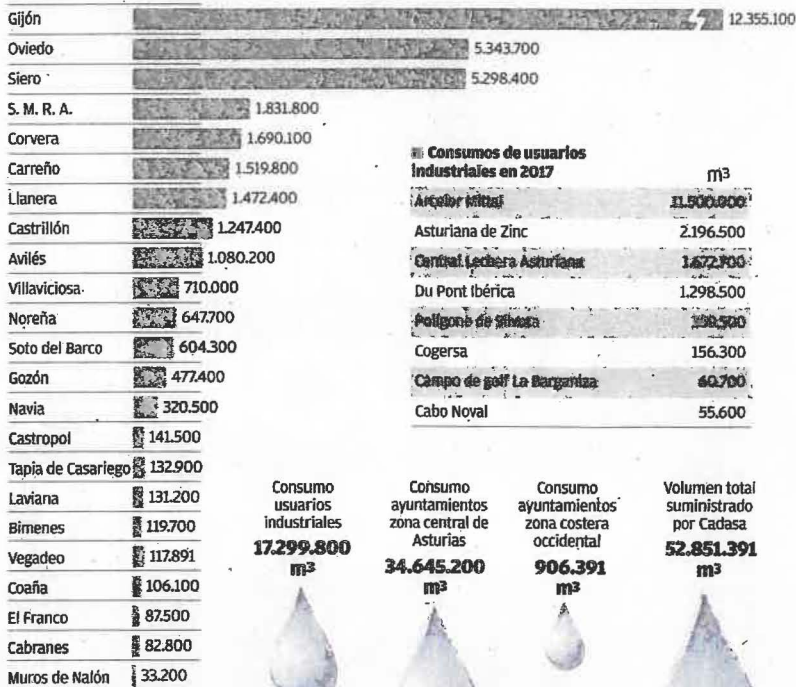 Gijón 12.355.100
Oviedo 5.343.700
Siero 5.298.400
S. M. R. A. 1.831.800
Corvera 1.690.100
Carreño 1.519.800
Llanera 1.472.400
Castrillón 1.247.400
Avilés 1.080.200
Villaviciosa 710.000
Noreña 647.700
Soto del Barco 604.300
Gozón 477.400
Navia 320.500
Castropol 141.500
Tapia de Casariego 132.900
Laviana 131.200
Bimenes 119.700
Vegadeo 117.891
Coaña 106.100
El Franco 87.500
Cabranes 82.800
Muros de Nalón 33.200
Consumos de usuarios
industriales en 2017 m3
Arcelor Mittal 11.500.000
Asturiana de Zinc 2.196.500
Central Lechera Asturiana 1.672.700
Du Pont Ibérica 1.298.500
Polígono de Silvota
Cogersa 156.300
Campo de golf La Barganiza 60.700
Cabo Noval 55.600
Consumo
usuarios
industriales
17.299.800
m3
Consumo
ayuntamientos
zona central de
Asturias
34.645.200
m3
Consumo
ayuntamientos
zona costera
occidental
906.391
m3
Volumen total
suministrado
por Cadasa
52.851.391
m3